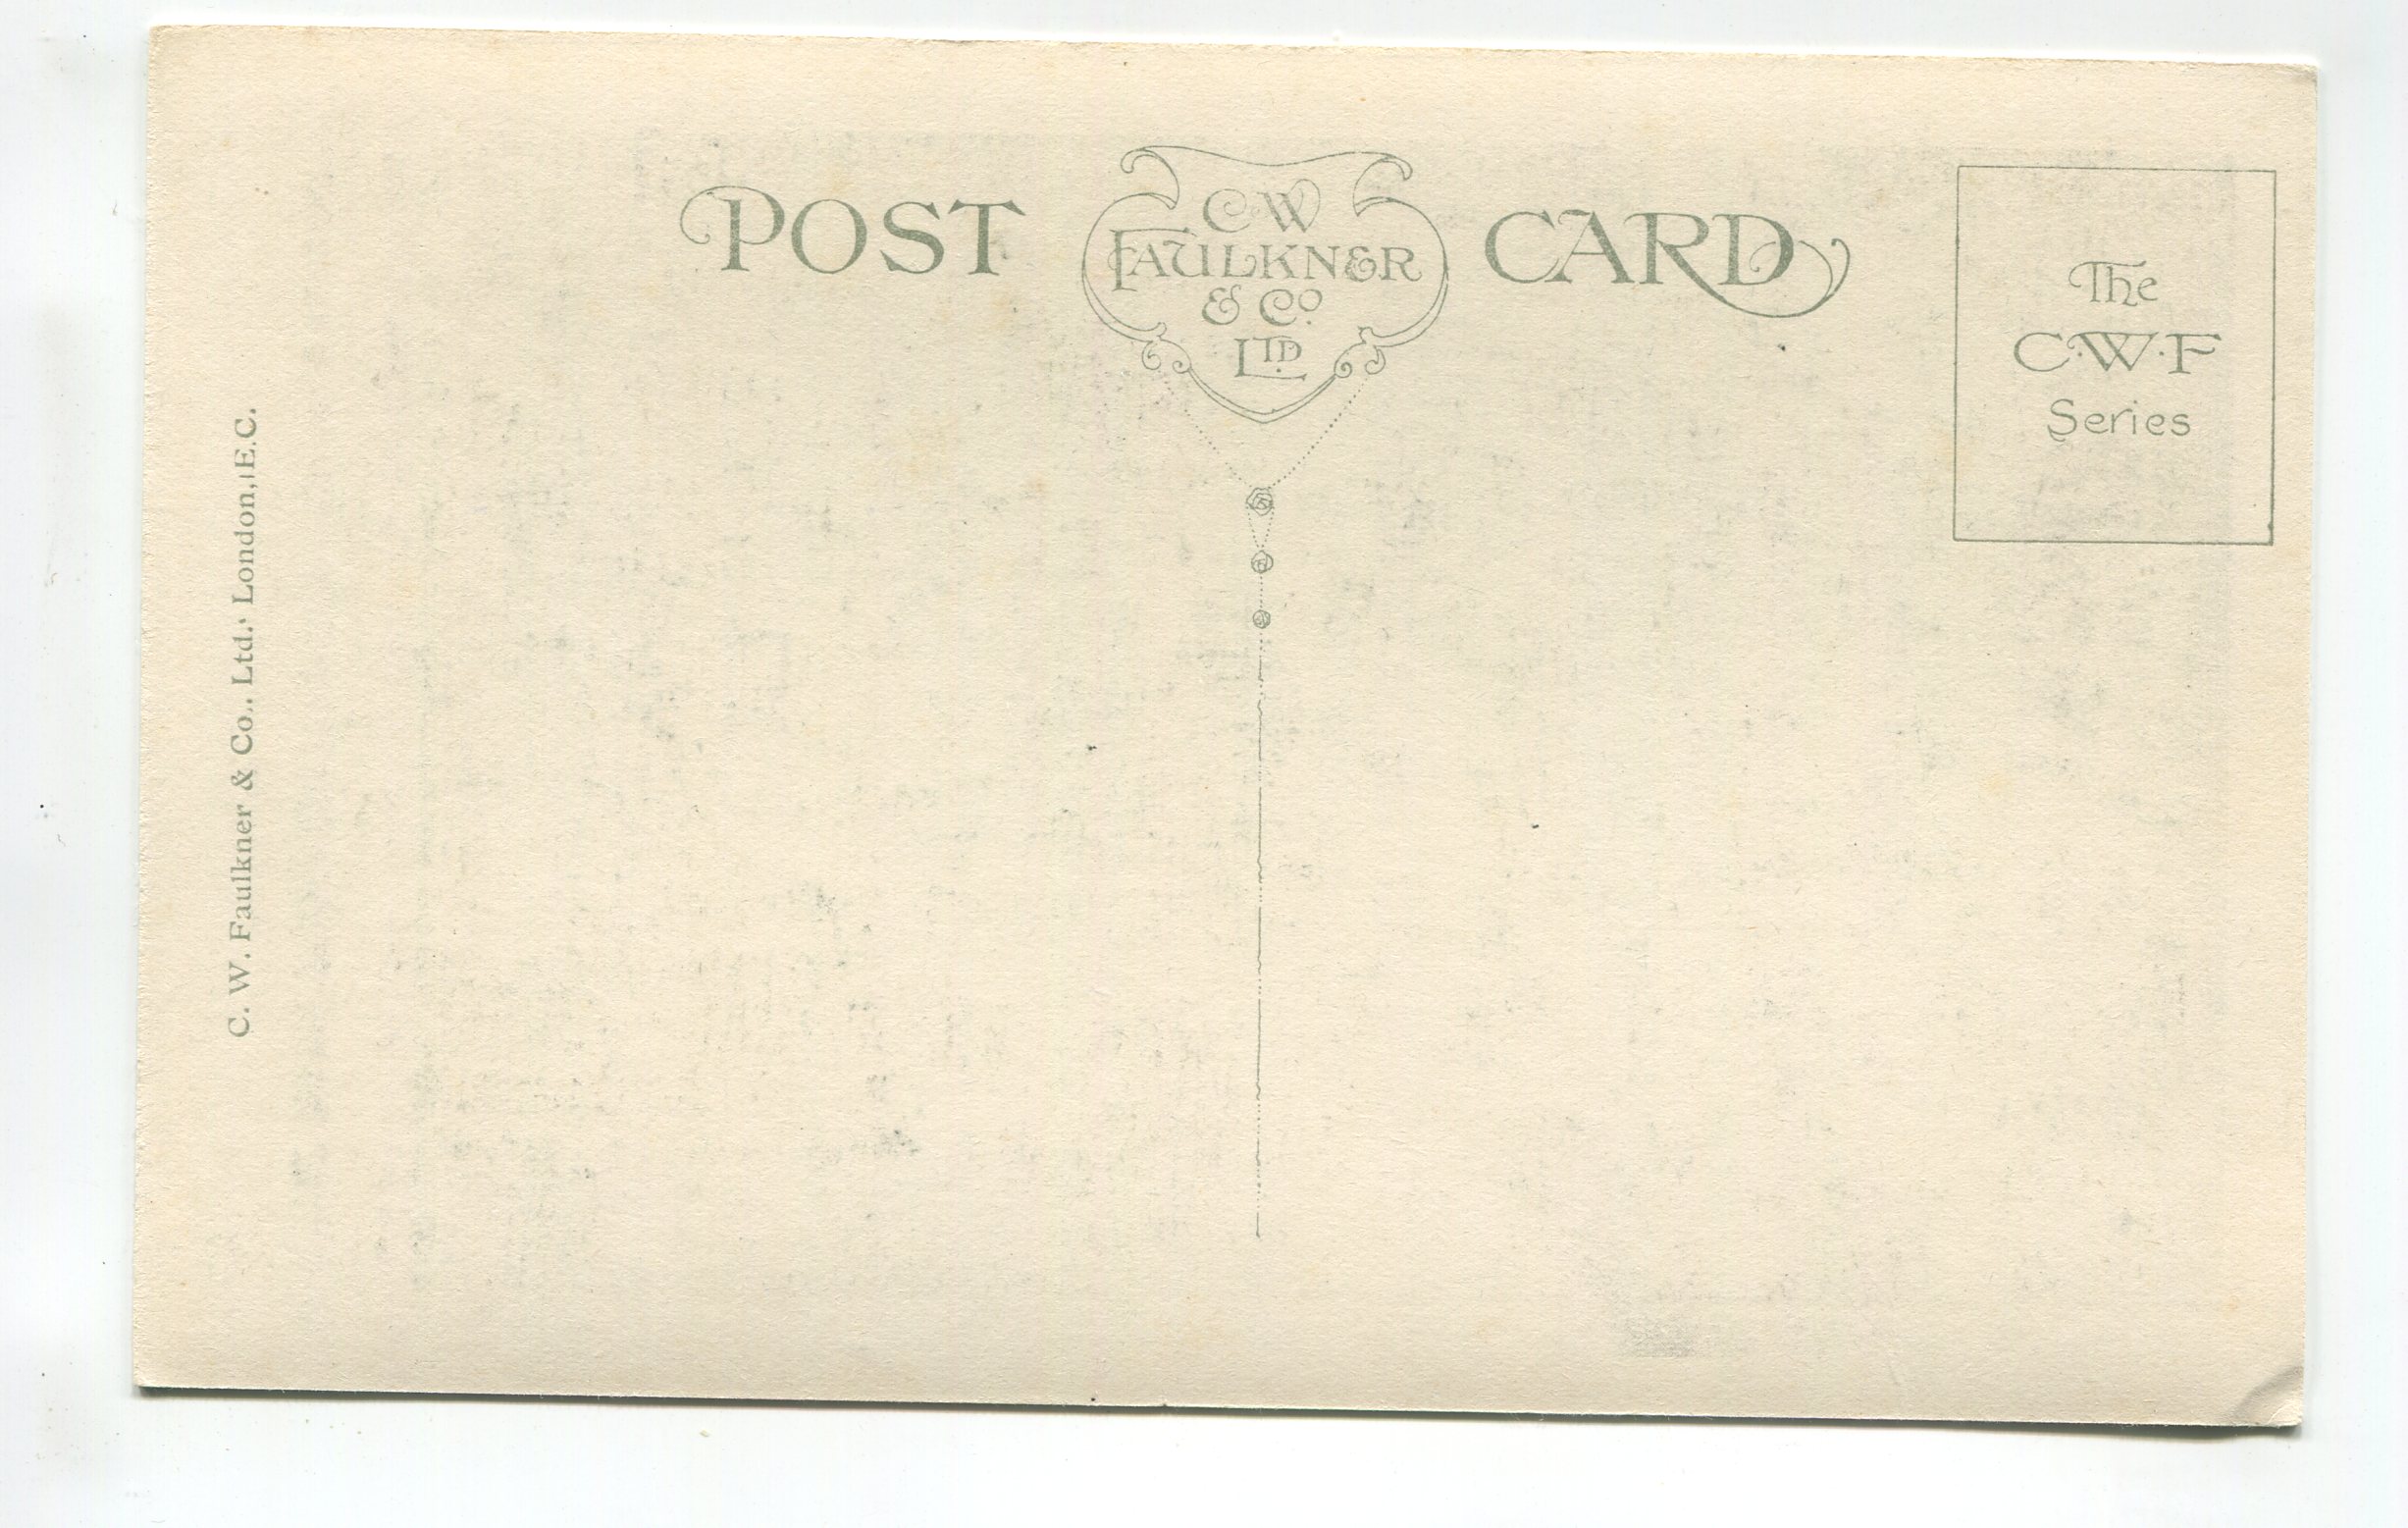 POST CARD
C W
FAULKNER
& Co.
LTD.
The
C·W·F
Series
C. W. Faulkner & Co., Ltd. London, E.C.